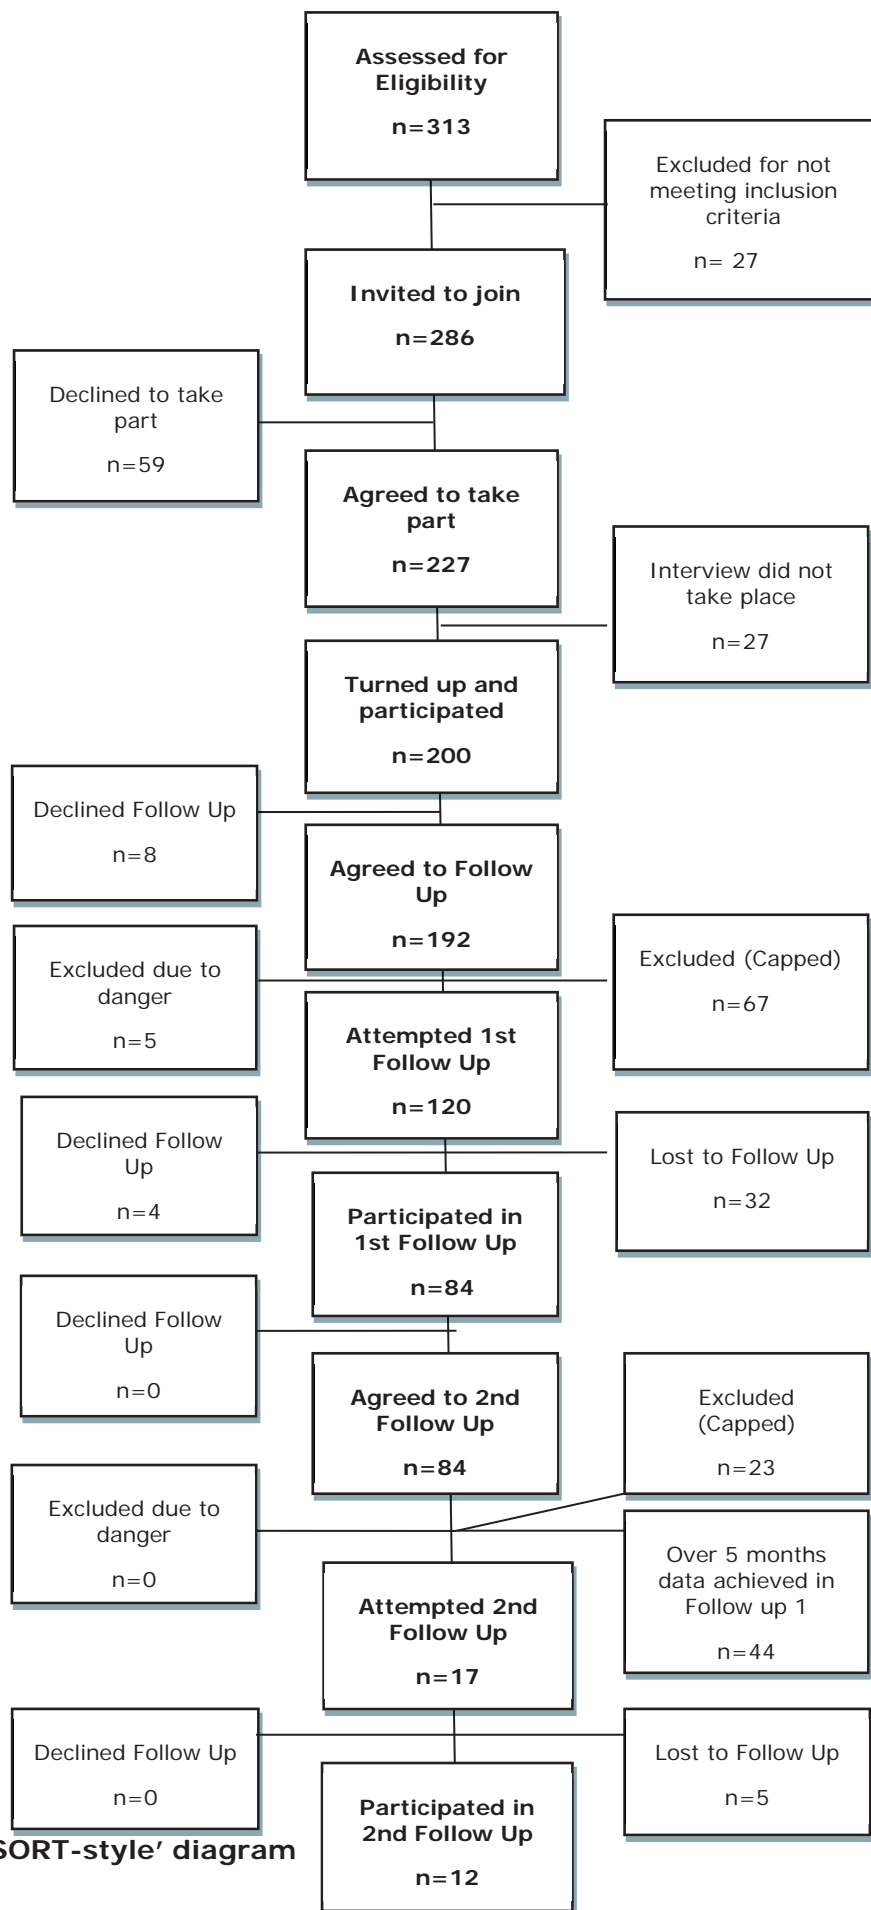 Assessed for
Eligibility
n=313
Excluded for not
meeting inclusion
criteria
n= 27
Invited to join
n=286
Declined to take
part
n=59
Agreed to take
part
n=227
Interview did not
take place
n=27
Turned up and
participated
n=200
Declined Follow Up
n=8
Agreed to Follow
Up
n=192
Excluded due to
danger
n=5
Excluded (Capped)
n=67
Attempted 1st
Follow Up
n=120
Declined Follow
Up
n=4
Lost to Follow Up
n=32
Participated in
1st Follow Up
n=84
Declined Follow
Up
n=0
Agreed to 2nd
Follow Up
n=84
Excluded
(Capped)
n=23
Excluded due to
danger
n=0
Over 5 months
data achieved in
Follow up 1
n=44
Attempted 2nd
Follow Up
n=17
Declined Follow Up
n=0
Lost to Follow Up
n=5
Participated in
2nd Follow Up
n=12
SORT-style’ diagram